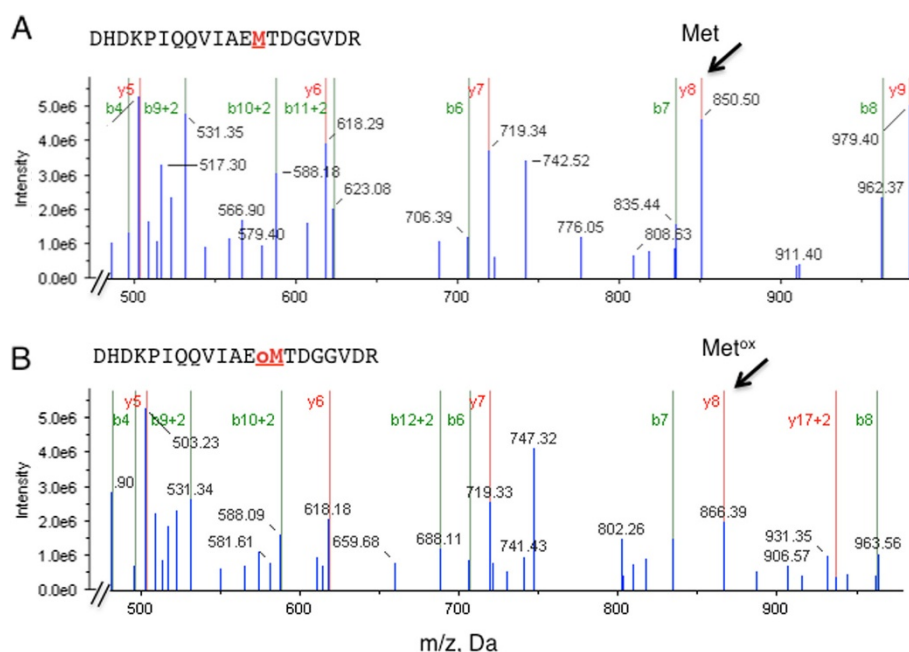 A
DHDKPIQQVIAEMTDGGVDR
Met
y5 y6 y7 y8 y9
b4 b9+2 b10+2 b11+2 b6 b7 b8
Intensity
5.0e6
4.0e6
3.0e6
2.0e6
1.0e6
0.0e0
531.35
517.30
566.90
579.40
588.18
618.29
623.08
706.39
719.34
742.52
776.05
808.63
835.44
850.50
911.40
979.40
962.37
500 600 700 800 900
B
DHDKPIQQVIAEoMTDGGVDR
Metox
y5 y6 y7 y8 y17+2
b4 b9+2 b10+2 b12+2 b6 b7 b8
Intensity
5.0e6
4.0e6
3.0e6
2.0e6
1.0e6
0.0e0
.90
503.23
531.34
581.61
588.09
618.18
659.68
688.11
719.33
741.43
747.32
802.26
866.39
906.57
931.35
963.56
500 600 700 800 900
m/z, Da